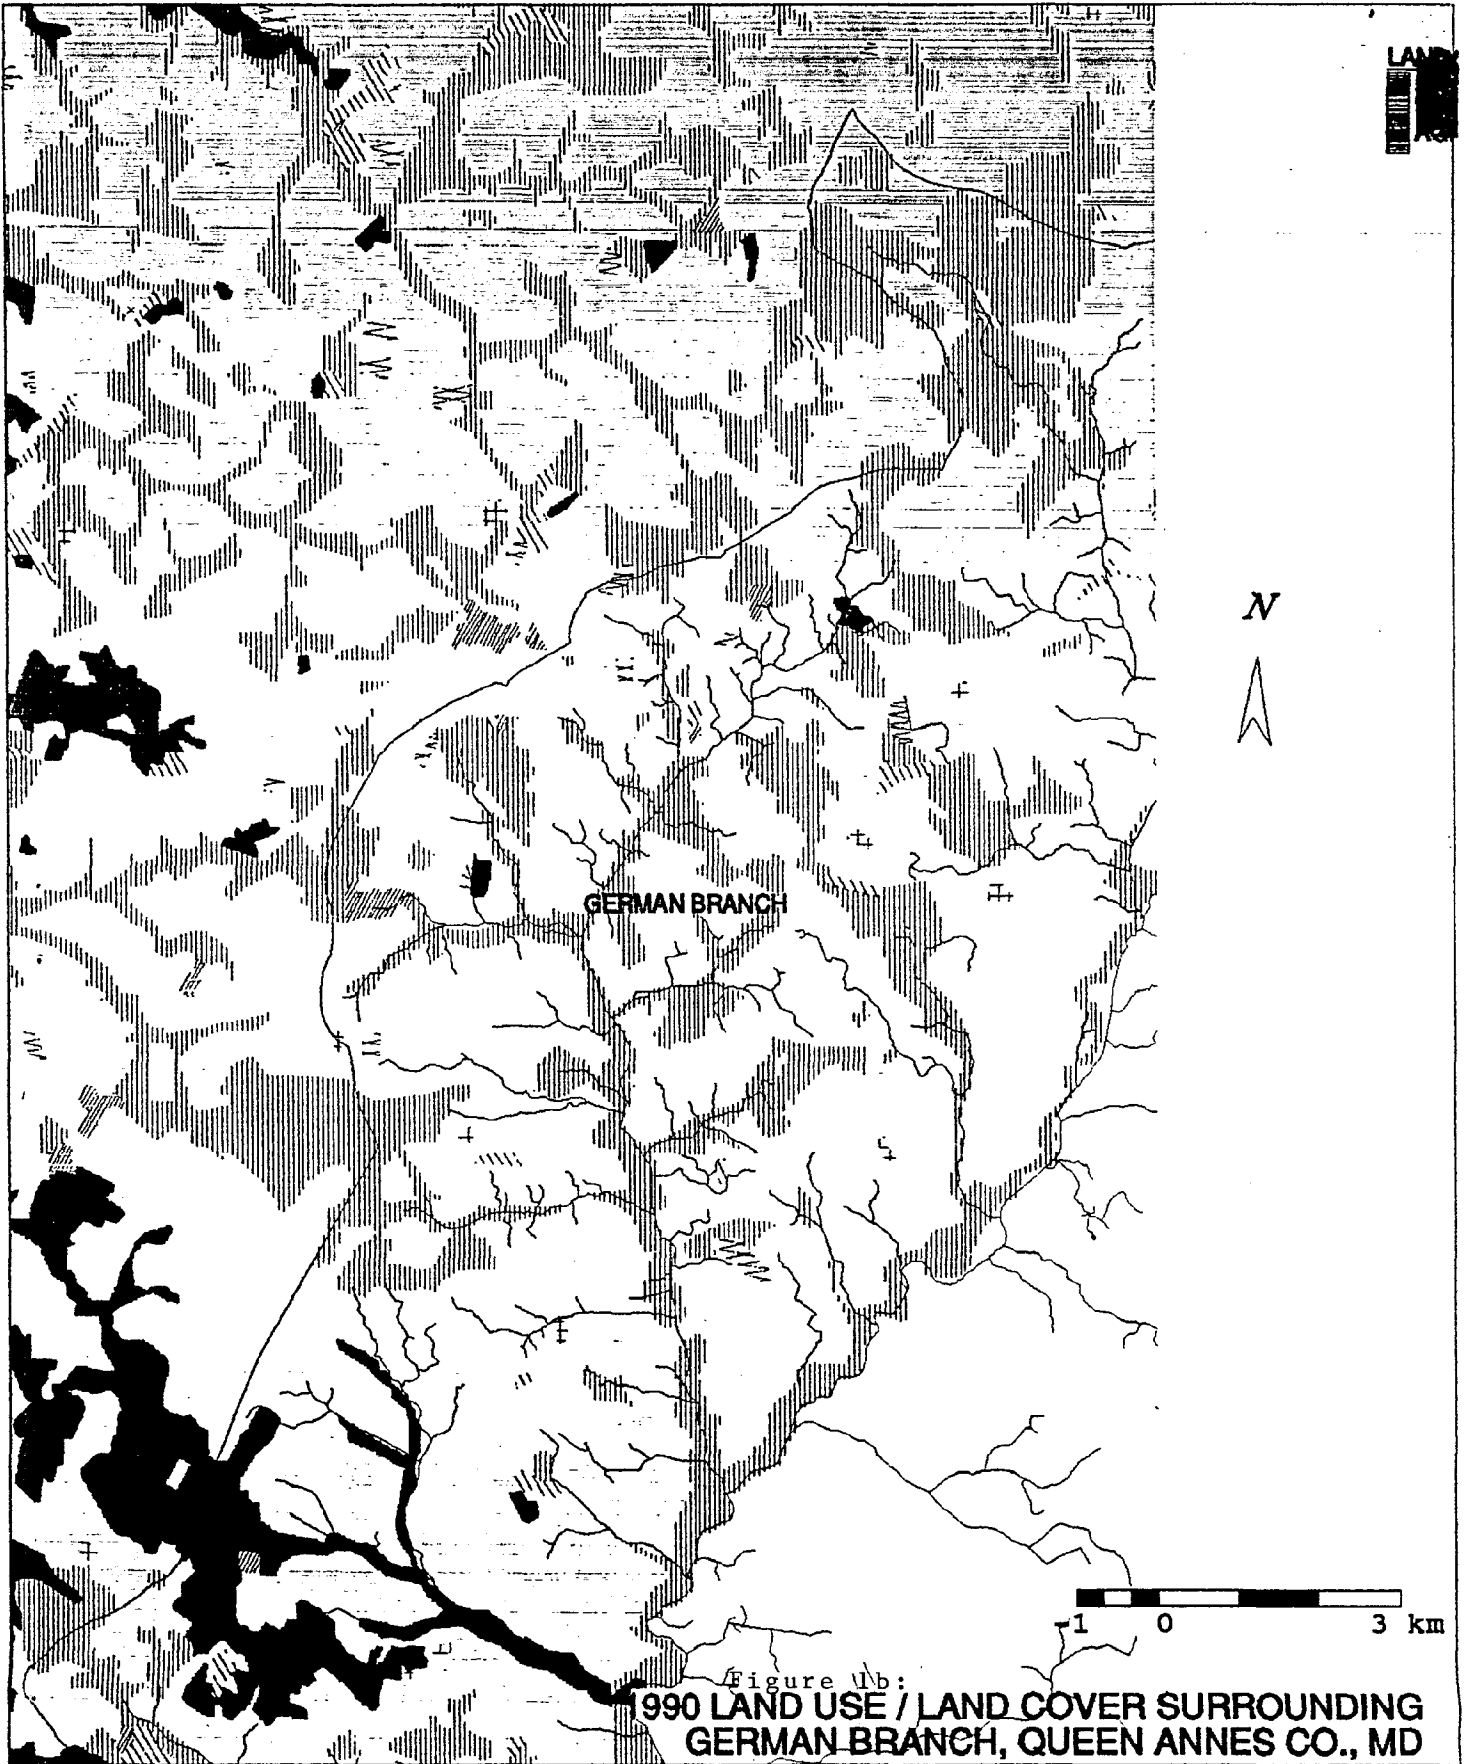 N
GERMAN BRANCH
-1 0 3 km
Figure 1b:
1990 LAND USE / LAND COVER SURROUNDING
GERMAN BRANCH, QUEEN ANNES CO., MD